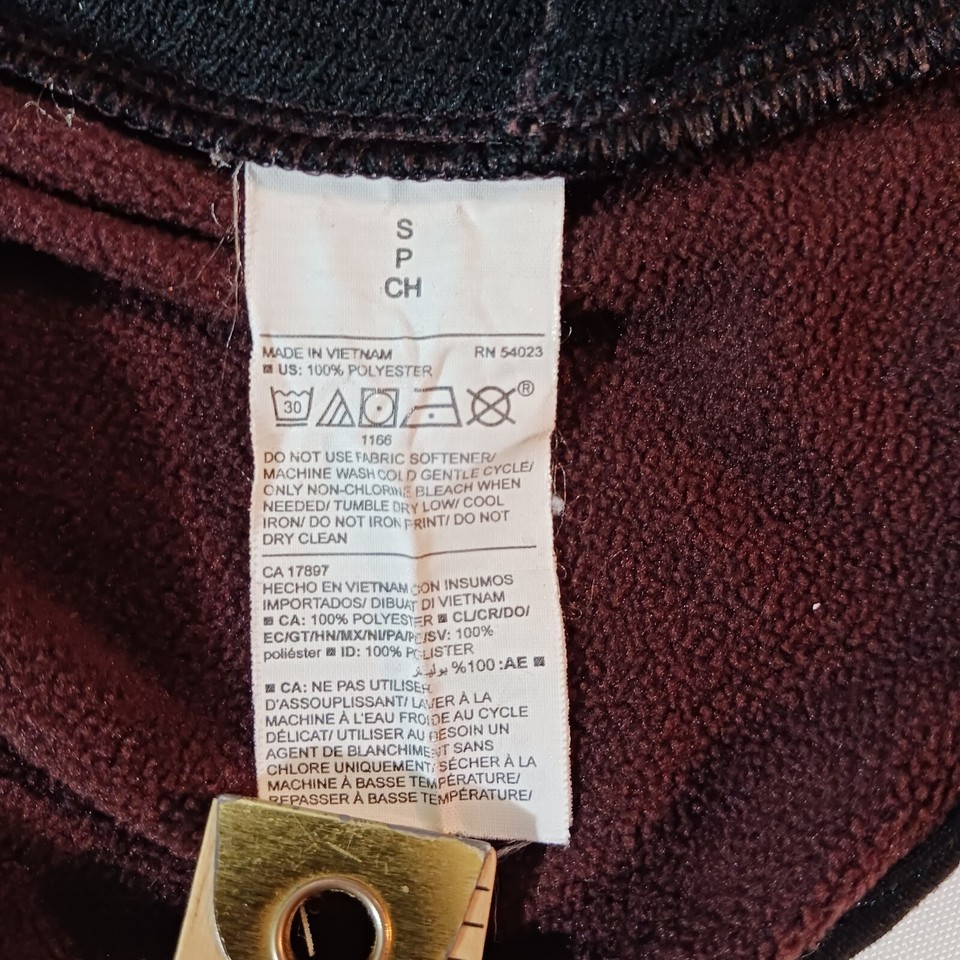 S
P
CH
MADE IN VIETNAM RN 54023
US: 100% POLYESTER
30 ®
1166
DO NOT USE FABRIC SOFTENER/
MACHINE WASH COLD GENTLE CYCLE/
ONLY NON-CHLORINE BLEACH WHEN
NEEDED/ TUMBLE DRY LOW/ COOL
IRON/ DO NOT IRON PRINT/ DO NOT
DRY CLEAN
CA 17897
HECHO EN VIETNAM CON INSUMOS
IMPORTADOS/ DIBUAT DI VIETNAM
CA: 100% POLYESTER CL/CR/DO/
EC/GT/HN/MX/NI/PA/PE/SV: 100%
poliéster ID: 100% POLISTER
AE: 100%
CA: NE PAS UTILISER
D'ASSOUPLISSANT/ LAVER À LA
MACHINE À L'EAU FROIDE AU CYCLE
DÉLICAT/ UTILISER AU BESOIN UN
AGENT DE BLANCHIMENT SANS
CHLORE UNIQUEMENT/ SÉCHER À LA
MACHINE À BASSE TEMPÉRATURE/
REPASSER À BASSE TEMPÉRATURE/